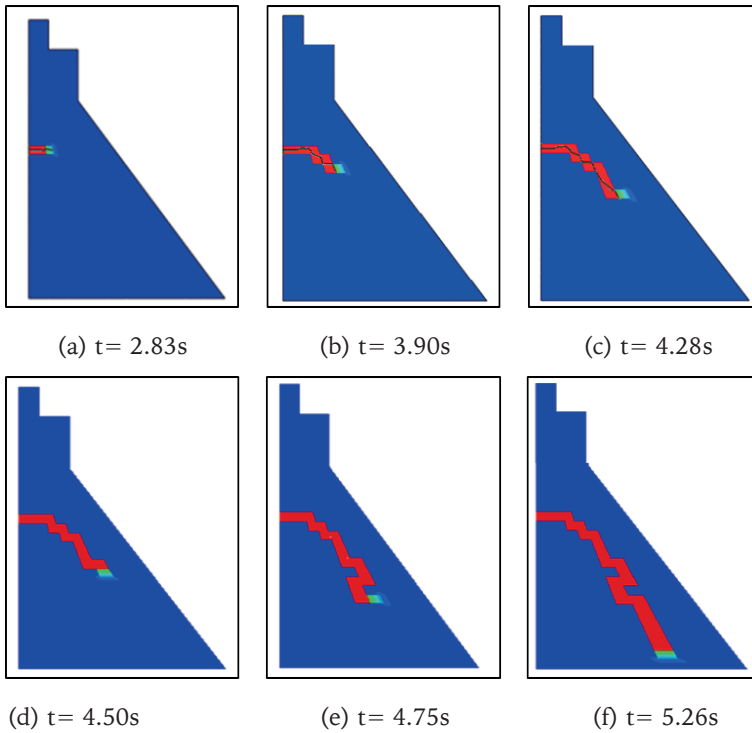 (a) t= 2.83s
(b) t= 3.90s
(c) t= 4.28s
(d) t= 4.50s
(e) t= 4.75s
(f) t= 5.26s